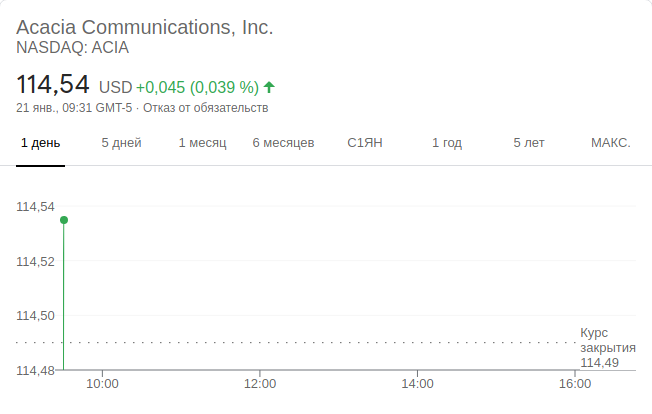 Acacia Communications, Inc.
NASDAQ: ACIA
114,54 USD +0,045 (0,039 %)
21 янв., 09:31 GMT-5 · Отказ от обязательств
1 день 5 дней 1 месяц 6 месяцев С1ЯН 1 год 5 лет МАКС.
114,54
114,52
114,50
Курс
закрытия
114,49
114,48
10:00 12:00 14:00 16:00